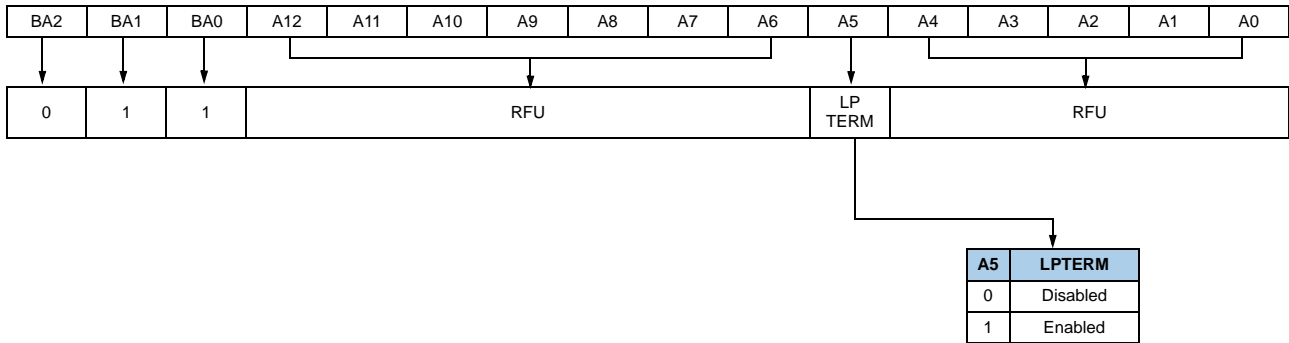 BA2 BA1 BA0 A12 A11 A10 A9 A8 A7 A6 A5 A4 A3 A2 A1 A0
0 1 1 RFU LP TERM RFU
A5 LPTERM
0 Disabled
1 Enabled